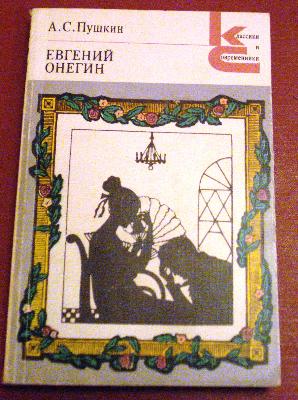 А.С.Пушкин
ЕВГЕНИЙ
ОНЕГИН
Классики
и
Современники